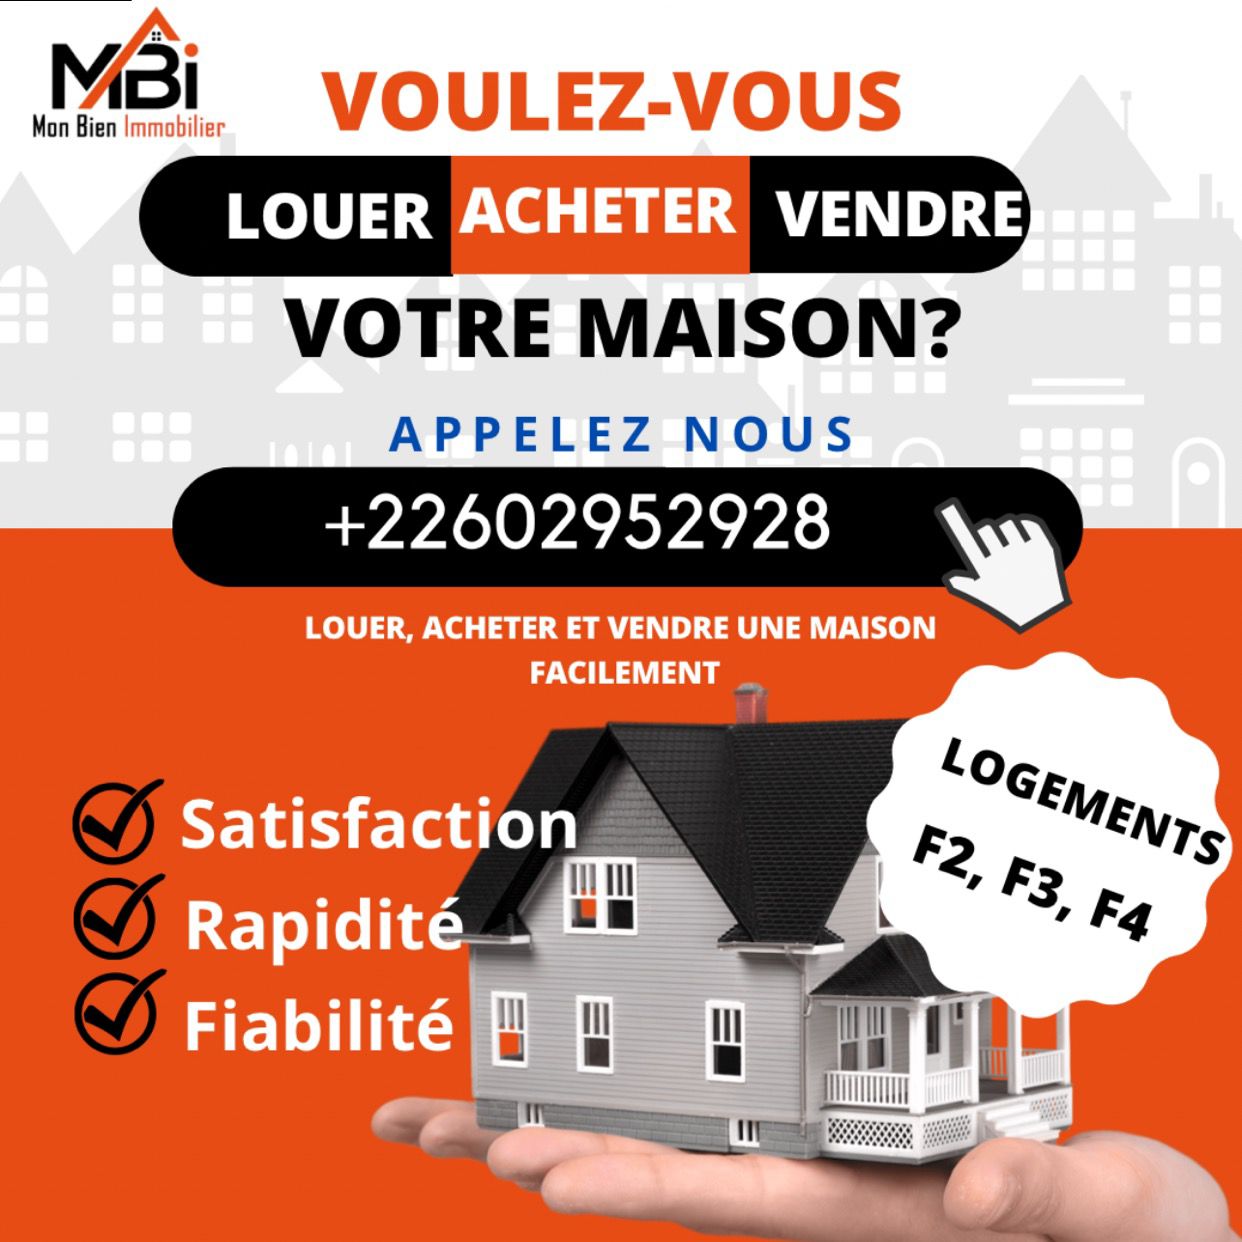 MBi
Mon Bien Immobilier
VOULEZ-VOUS
LOUER ACHETER VENDRE
VOTRE MAISON?
APPELEZ NOUS
+22602952928
LOUER, ACHETER ET VENDRE UNE MAISON
FACILEMENT
LOGEMENTS
F2, F3, F4
Satisfaction
Rapidité
Fiabilité